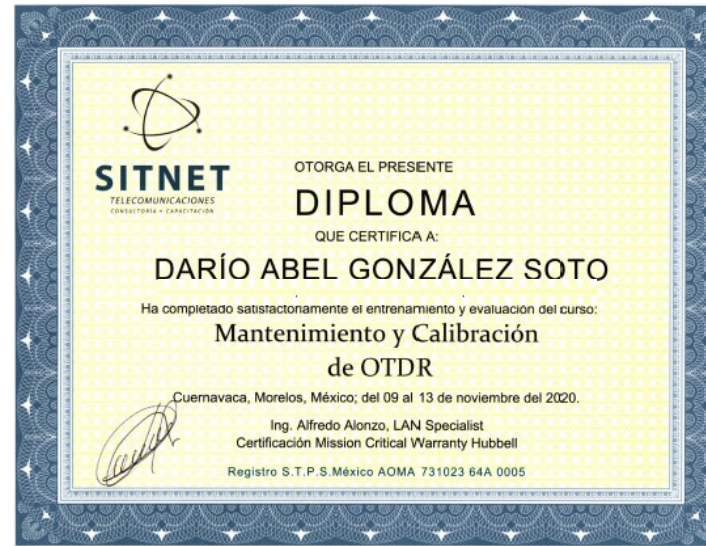 SITNET
TELECOMUNICACIONES
CONSULTORÍA • CAPACITACIÓN
OTORGA EL PRESENTE
DIPLOMA
QUE CERTIFICA A:
DARÍO ABEL GONZÁLEZ SOTO
Ha completado satisfactoriamente el entrenamiento y evaluación del curso:
Mantenimiento y Calibración
de OTDR
Cuernavaca, Morelos, México; del 09 al 13 de noviembre del 2020.
Ing. Alfredo Alonzo, LAN Specialist
Certificación Mission Critical Warranty Hubbell
Registro S.T.P.S.México AOMA 731023 64A 0005